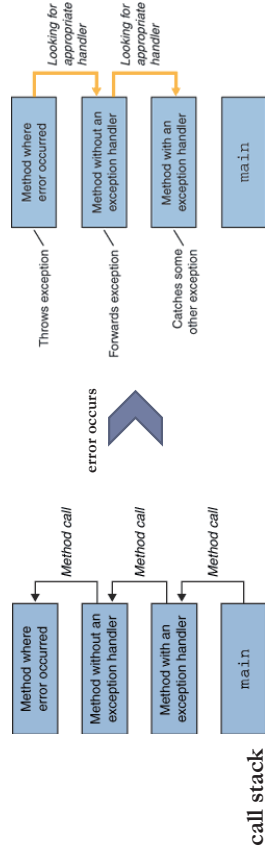 call stack
Method where
error occurred
Method without an
exception handler
Method with an
exception handler
main
Method call
Method call
Method call
error occurs
Throws exception
Forwards exception
Catches some
other exception
Method where
error occurred
Method without an
exception handler
Method with an
exception handler
main
Looking for
appropriate
handler
Looking for
appropriate
handler